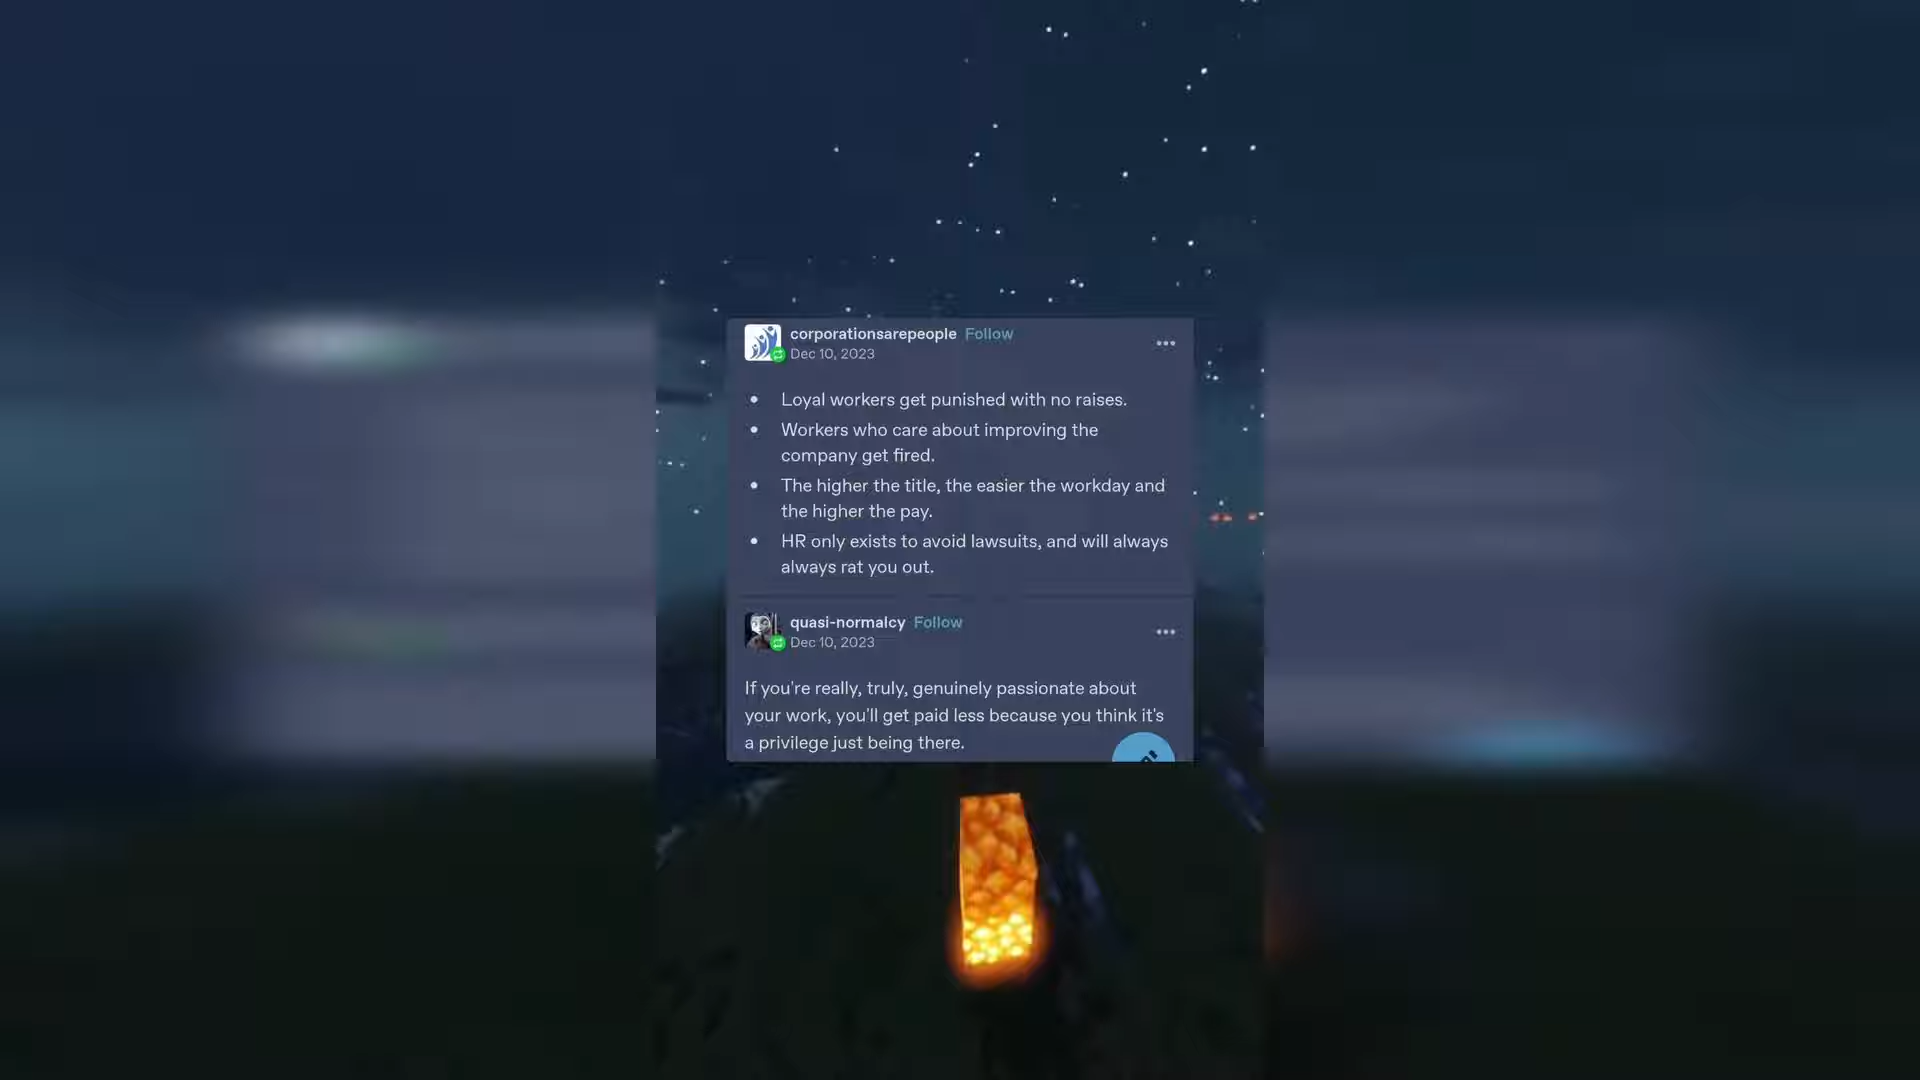 corporationsarepeople Follow
Dec 10, 2023
• Loyal workers get punished with no raises.
• Workers who care about improving the
company get fired.
• The higher the title, the easier the workday and
the higher the pay.
• HR only exists to avoid lawsuits, and will always
always rat you out.
quasi-normalcy Follow
Dec 10, 2023
If you're really, truly, genuinely passionate about
your work, you'll get paid less because you think it's
a privilege just being there.